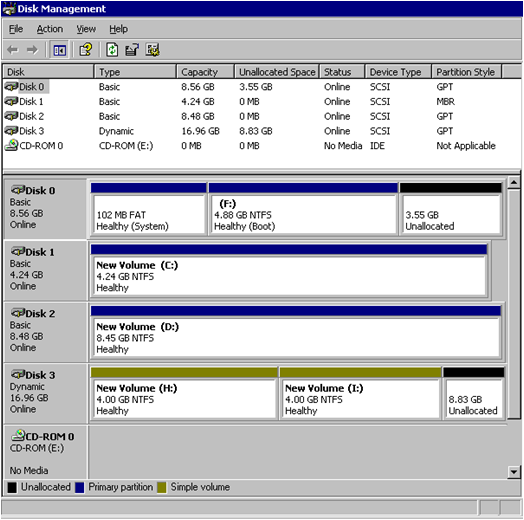 Disk Management
File Action View Help
Disk Type Capacity Unallocated Space Status Device Type Partition Style
Disk 0 Basic 8.56 GB 3.55 GB Online SCSI GPT
Disk 1 Basic 4.24 GB 0 MB Online SCSI MBR
Disk 2 Basic 8.48 GB 0 MB Online SCSI GPT
Disk 3 Dynamic 16.96 GB 8.83 GB Online SCSI GPT
CD-ROM 0 CD-ROM (E:) 0 MB 0 MB No Media IDE Not Applicable
Disk 0
Basic
8.56 GB
Online
102 MB FAT
Healthy (System)
(F:)
4.88 GB NTFS
Healthy (Boot)
3.55 GB
Unallocated
Disk 1
Basic
4.24 GB
Online
New Volume (C:)
4.24 GB NTFS
Healthy
Disk 2
Basic
8.48 GB
Online
New Volume (D:)
8.45 GB NTFS
Healthy
Disk 3
Dynamic
16.96 GB
Online
New Volume (H:)
4.00 GB NTFS
Healthy
New Volume (I:)
4.00 GB NTFS
Healthy
8.83 GB
Unallocated
CD-ROM 0
CD-ROM (E:)
No Media
Unallocated Primary partition Simple volume